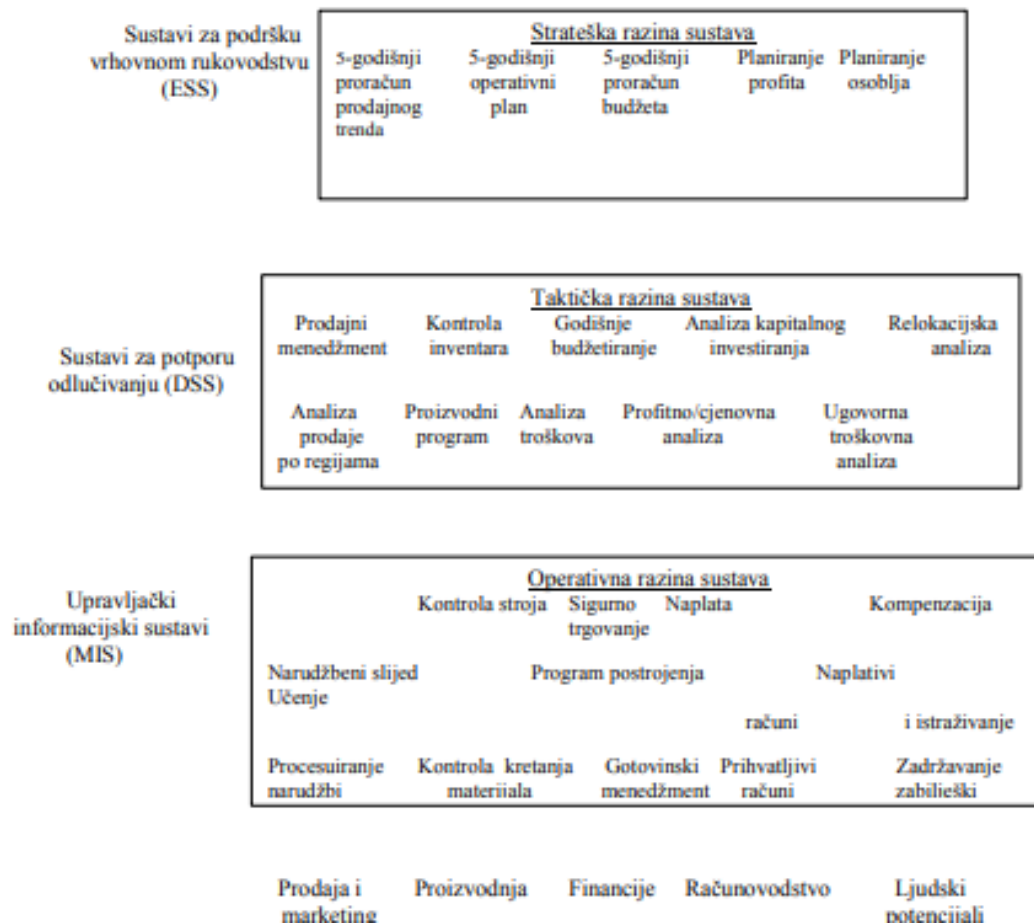 Sustavi za podršku
vrhovnom rukovodstvu
(ESS)
Strateška razina sustava
5-godišnji 5-godišnji 5-godišnji Planiranje Planiranje
proračun operativni proračun profita osoblja
prodajnog plan budžeta
trenda
Sustavi za potporu
odlučivanju (DSS)
Taktička razina sustava
Prodajni Kontrola Godišnje Analiza kapitalnog Relokacijska
menedžment inventara budžetiranje investiranja analiza
Analiza Proizvodni Analiza Profitno/cjenovna Ugovorna
prodaje program troškova analiza troškovna
po regijama analiza
Upravljački
informacijski sustavi
(MIS)
Operativna razina sustava
Kontrola stroja Sigurno Naplata Kompenzacija
trgovanje
Narudžbeni slijed Program postrojenja Naplativi
Učenje
računi i istraživanje
Procesuiranje Kontrola kretanja Gotovinski Prihvatljivi Zadržavanje
narudžbi materijala menedžment računi zabilješki
Prodaja i Proizvodnja Financije Računovodstvo Ljudski
marketing potencijali